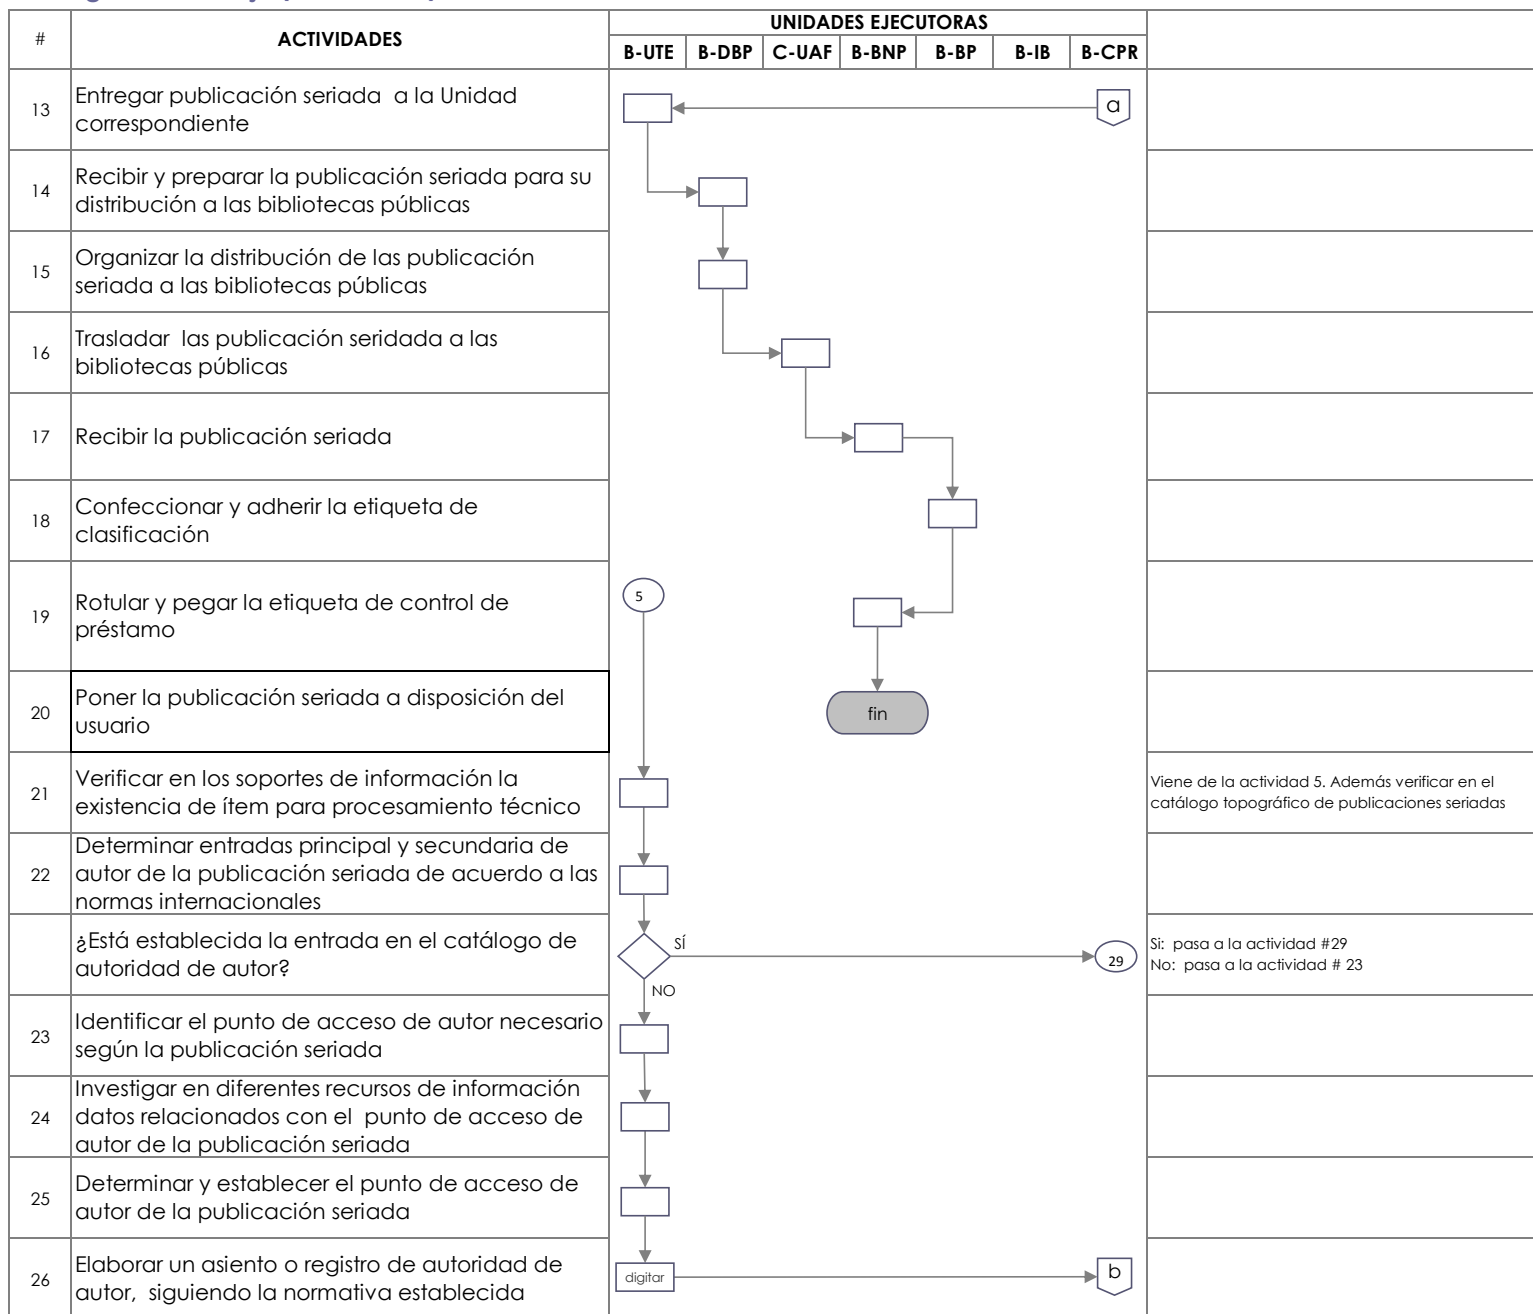 #
ACTIVIDADES
UNIDADES EJECUTORAS
B-UTE B-DBP C-UAF B-BNP B-BP B-IB B-CPR
13
Entregar publicación seriada a la Unidad
correspondiente
a
14
Recibir y preparar la publicación seriada para su
distribución a las bibliotecas públicas
15
Organizar la distribución de las publicación
seriada a las bibliotecas públicas
16
Trasladar las publicación seridada a las
bibliotecas públicas
17
Recibir la publicación seriada
18
Confeccionar y adherir la etiqueta de
clasificación
19
Rotular y pegar la etiqueta de control de
préstamo
5
20
Poner la publicación seriada a disposición del
usuario
fin
21
Verificar en los soportes de información la
existencia de ítem para procesamiento técnico
Viene de la actividad 5. Además verificar en el
catálogo topográfico de publicaciones seriadas
22
Determinar entradas principal y secundaria de
autor de la publicación seriada de acuerdo a las
normas internacionales
¿Está establecida la entrada en el catálogo de
autoridad de autor?
SÍ
NO
29
Si: pasa a la actividad #29
No: pasa a la actividad # 23
23
Identificar el punto de acceso de autor necesario
según la publicación seriada
24
Investigar en diferentes recursos de información
datos relacionados con el punto de acceso de
autor de la publicación seriada
25
Determinar y establecer el punto de acceso de
autor de la publicación seriada
26
Elaborar un asiento o registro de autoridad de
autor, siguiendo la normativa establecida
digitar
b